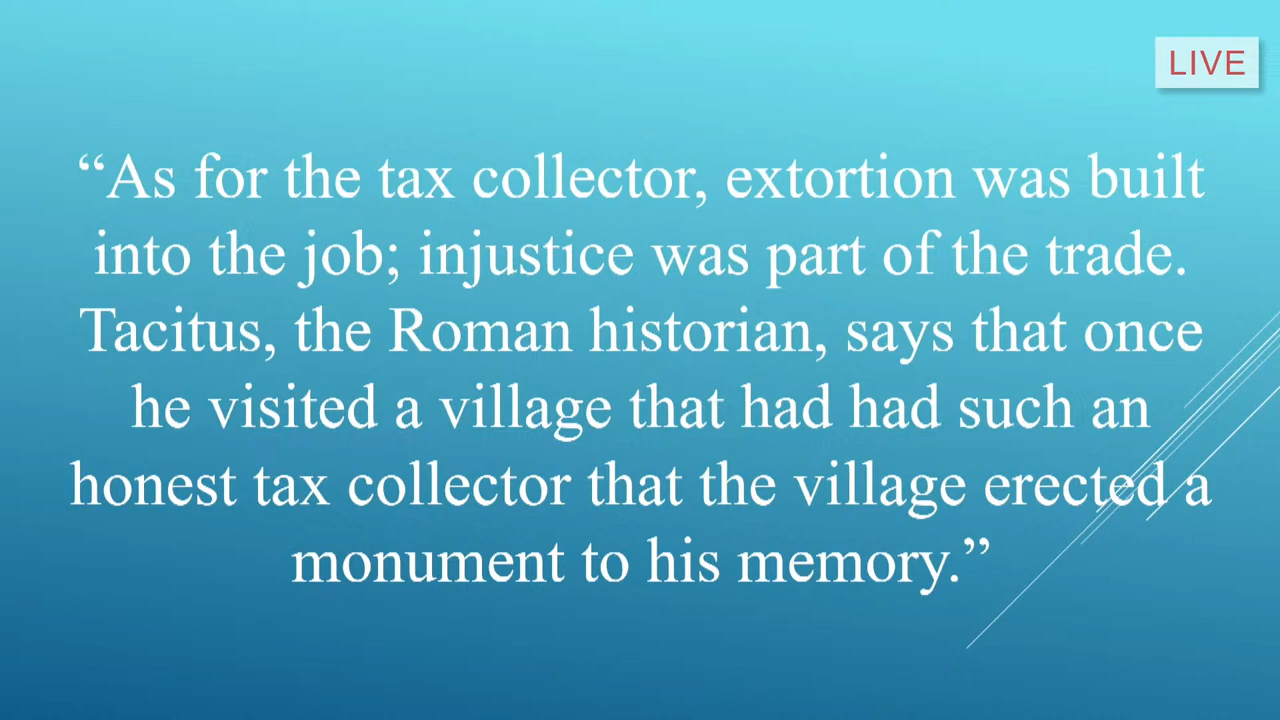 LIVE
“As for the tax collector, extortion was built
into the job; injustice was part of the trade.
Tacitus, the Roman historian, says that once
he visited a village that had had such an
honest tax collector that the village erected a
monument to his memory.”